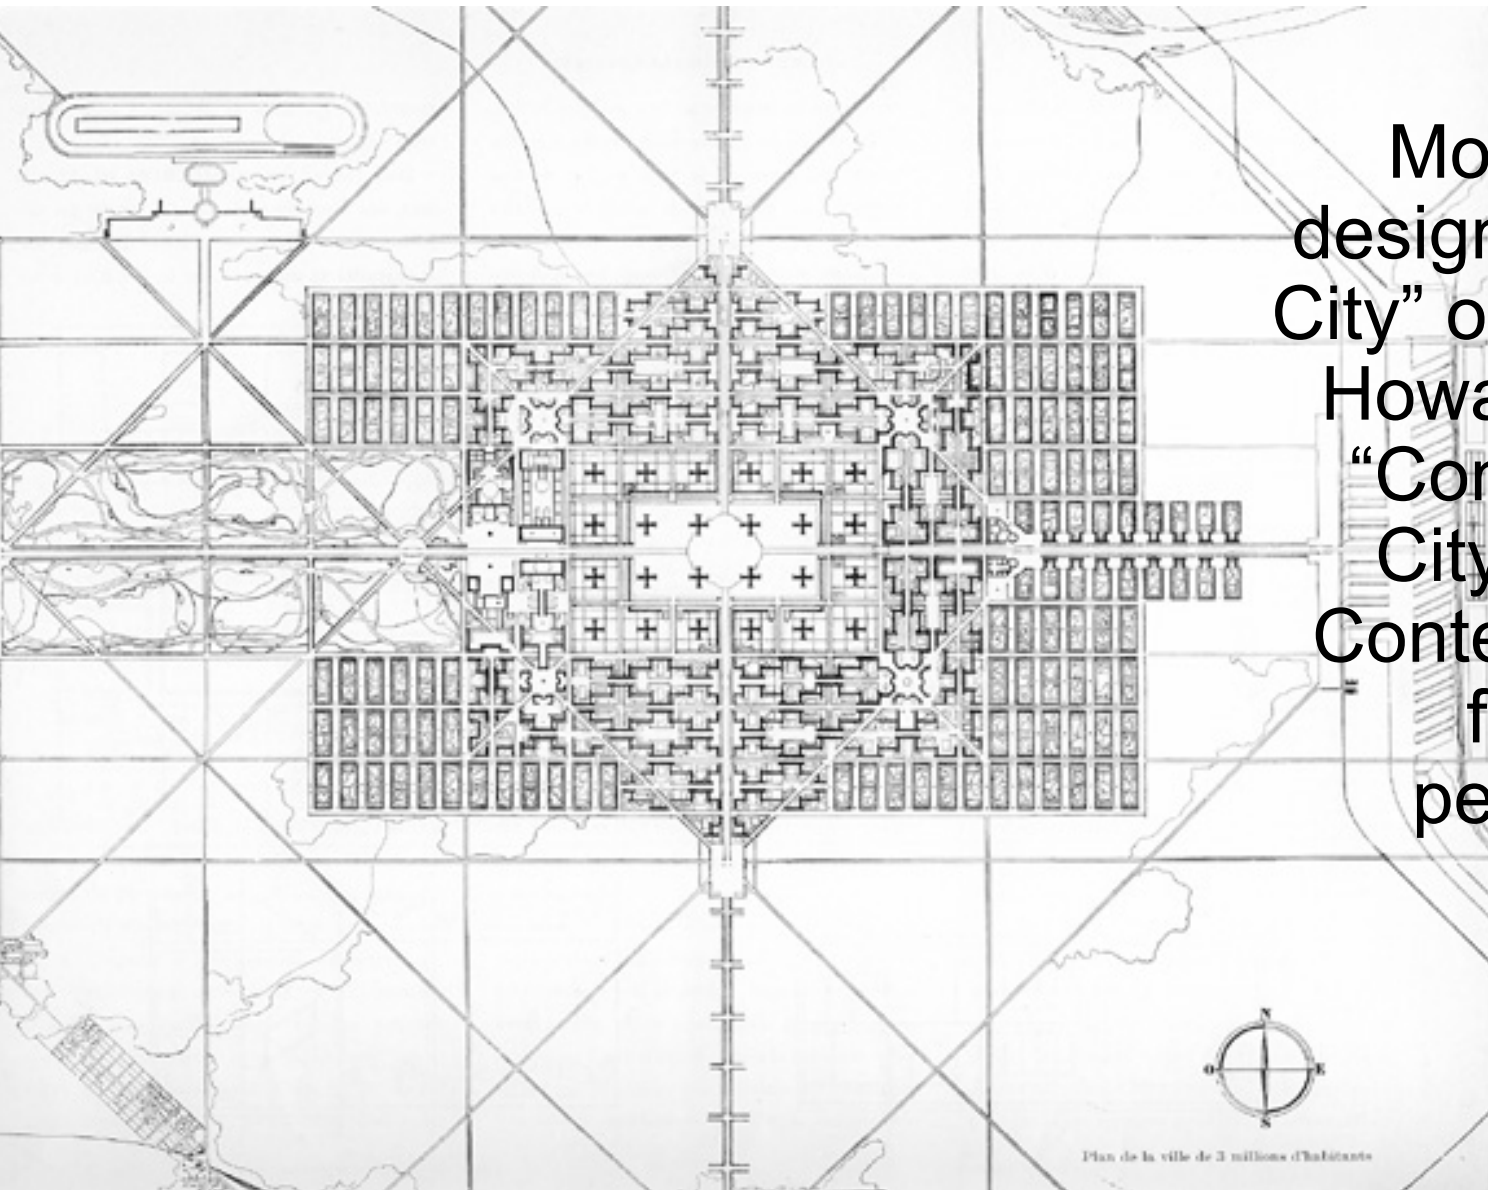 Mo
design
City” o
Howa
“Con
City
Conte
f
pe
N
O E
S
Plan de la ville de 3 millions d'habitants